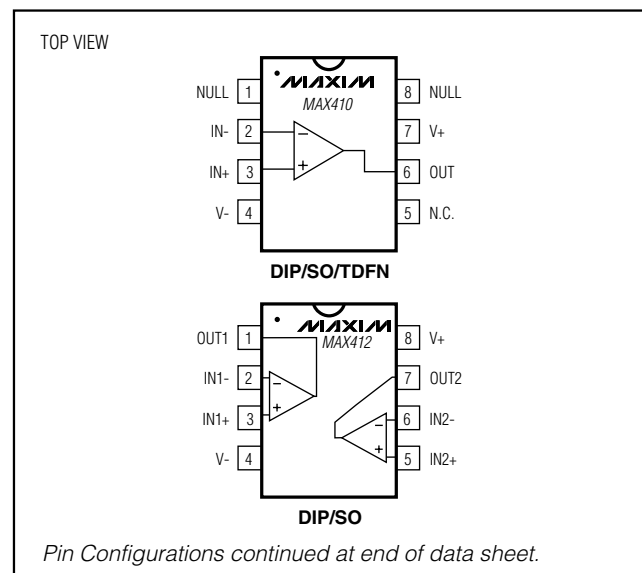 TOP VIEW
MAXIM
MAX410
NULL 1
8 NULL
IN- 2
7 V+
IN+ 3
6 OUT
V- 4
5 N.C.
−
+
DIP/SO/TDFN
MAXIM
MAX412
OUT1 1
8 V+
IN1- 2
7 OUT2
IN1+ 3
6 IN2-
V- 4
5 IN2+
−
+
−
+
DIP/SO
Pin Configurations continued at end of data sheet.